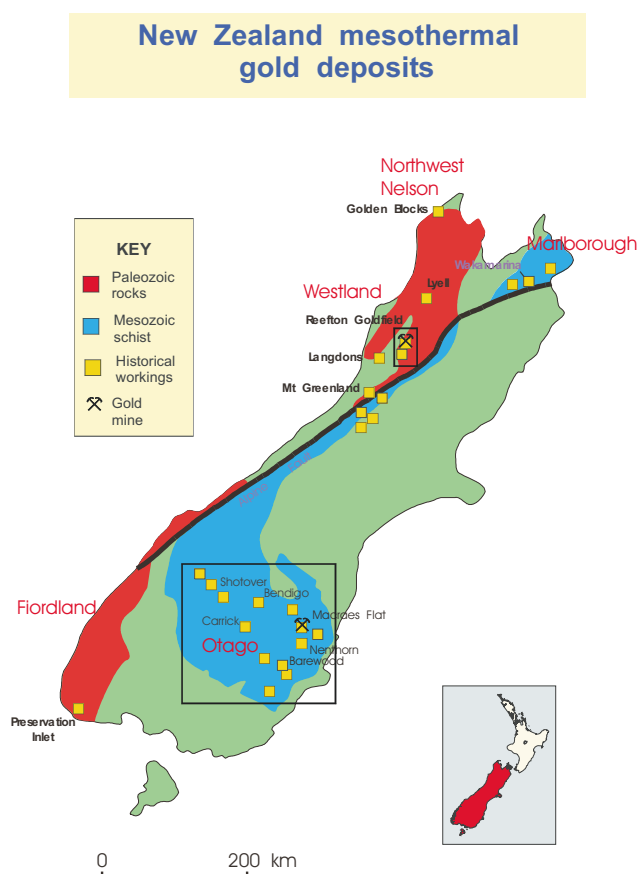 New Zealand mesothermal
gold deposits
Northwest
Nelson
Golden Blocks
Marlborough
Wakamarina
KEY
Paleozoic
rocks
Mesozoic
schist
Historical
workings
Gold
mine
Lyell
Westland
Reefton Goldfield
Langdons
Mt Greenland
Shotover
Bendigo
Carrick
Macraes Flat
Otago
Nenthorn
Barewood
Fiordland
Preservation
Inlet
0 200 km